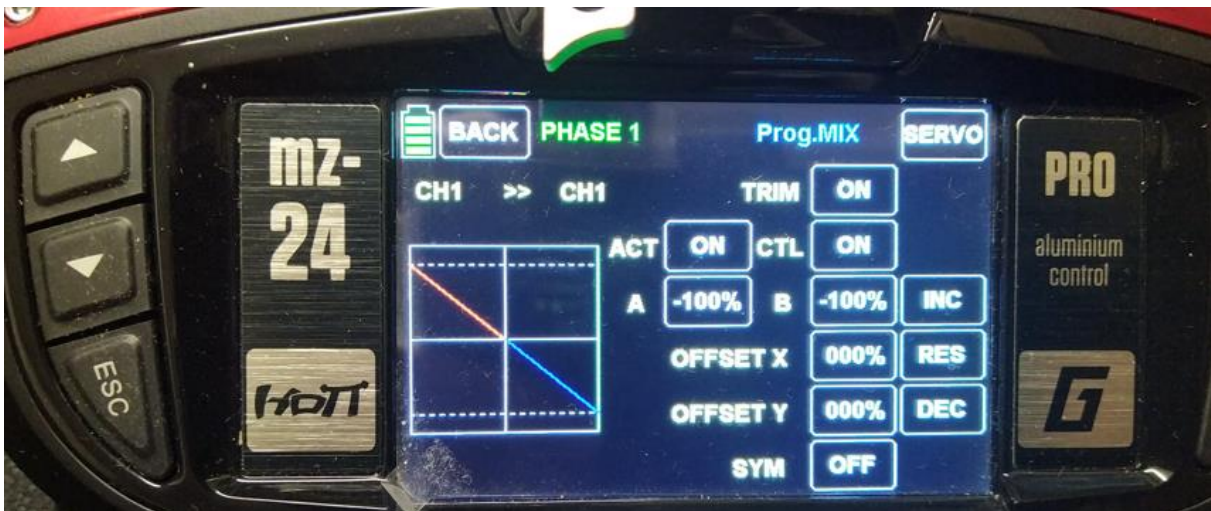 mz-
24
HoTT
ESC
BACK PHASE 1 Prog.MIX SERVO
CH1 >> CH1 TRIM ON
ACT ON CTL ON
A -100% B -100% INC
OFFSET X 000% RES
OFFSET Y 000% DEC
SYM OFF
PRO
aluminium
control
G